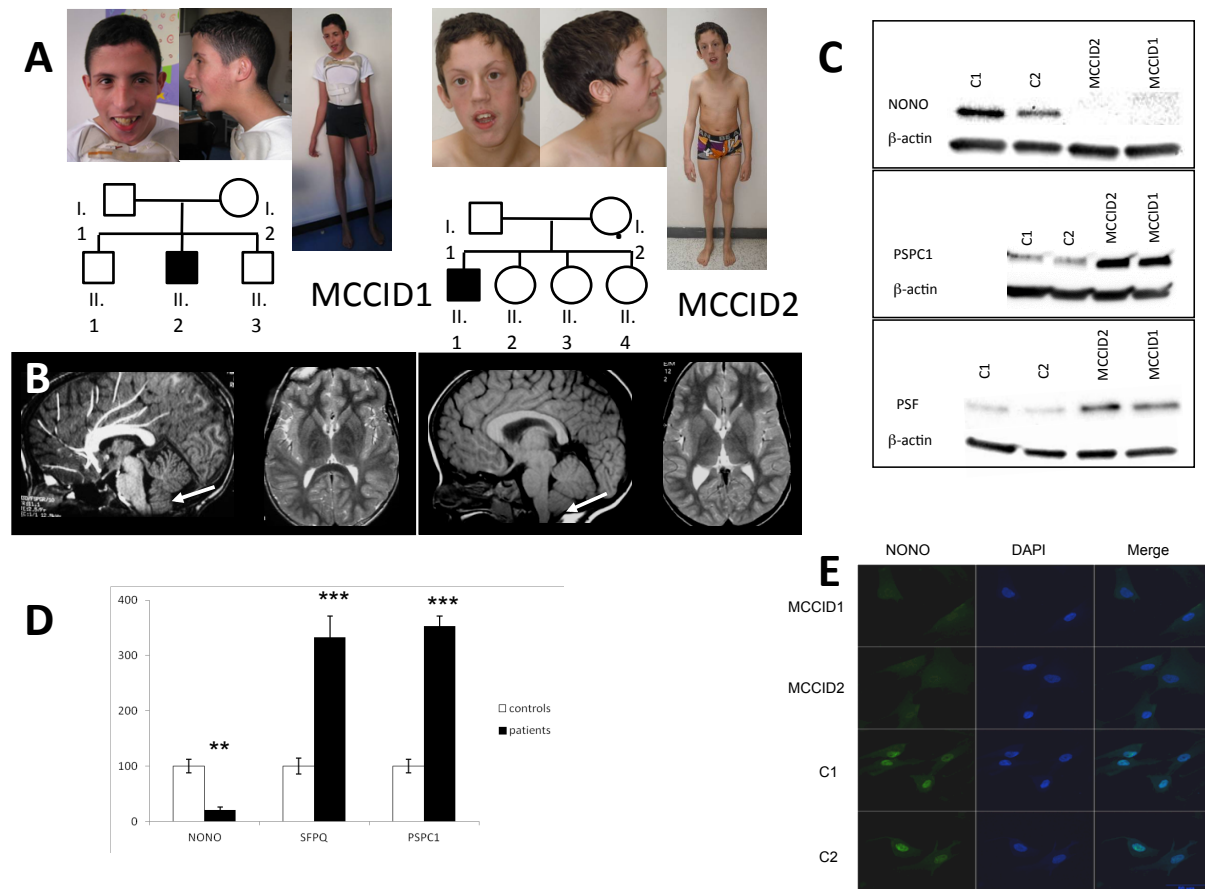 A
I.
1
I.
2
II.
1
II.
2
II.
3
MCCID1
I.
1
I.
2
II.
1
II.
2
II.
3
II.
4
MCCID2
B
C
C1
C2
MCCID2
MCCID1
NONO
β-actin
C1
C2
MCCID2
MCCID1
PSPC1
β-actin
C1
C2
MCCID2
MCCID1
PSF
β-actin
D
400
300
200
100
0
**
***
***
NONO
SFPQ
PSPC1
controls
patients
E
NONO
DAPI
Merge
MCCID1
MCCID2
C1
C2